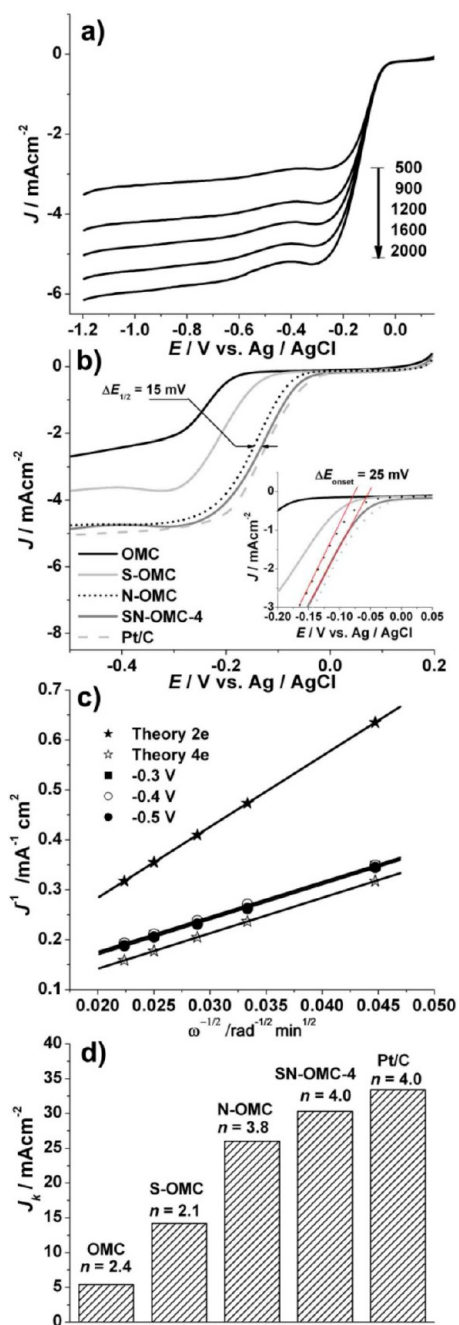 a)
0
-2
-4
-6
J / mAcm-2
500
900
1200
1600
2000
-1.2 -1.0 -0.8 -0.6 -0.4 -0.2 0.0
E / V vs. Ag / AgCl
b)
0
-2
-4
-6
-8
J / mAcm-2
ΔE1/2 = 15 mV
ΔEonset = 25 mV
0
-1
-2
-3
J / mAcm-2
-0.20 -0.15 -0.10 -0.05 0.00 0.05
E / V vs. Ag / AgCl
OMC
S-OMC
N-OMC
SN-OMC-4
Pt/C
-0.4 -0.2 0.0 0.2
E / V vs. Ag / AgCl
c)
0.7
0.6
0.5
0.4
0.3
0.2
0.1
J-1 /mA-1 cm2
Theory 2e
Theory 4e
-0.3 V
-0.4 V
-0.5 V
0.020 0.025 0.030 0.035 0.040 0.045 0.050
ω-1/2 /rad-1/2 min1/2
d)
40
35
30
25
20
15
10
5
0
Jk / mAcm-2
OMC
n = 2.4
S-OMC
n = 2.1
N-OMC
n = 3.8
SN-OMC-4
n = 4.0
Pt/C
n = 4.0